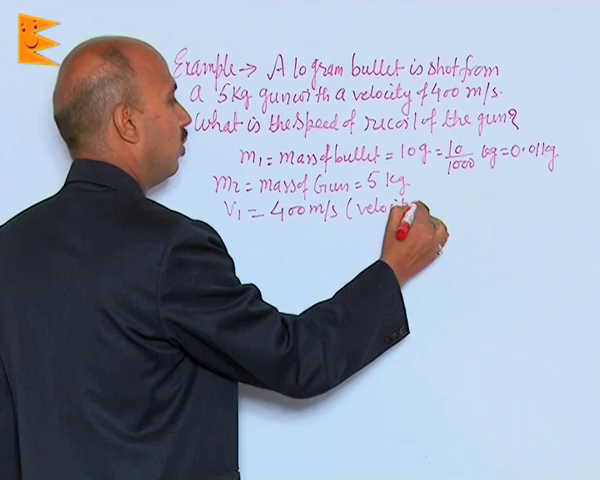 Example → A 10 gram bullet is shot from
a 5kg gun with a velocity of 400 m/s.
What is the speed of recoil of the gun?
m1 = mass of bullet = 10g = 10/1000 kg = 0.01kg
m2 = mass of Gun = 5 kg
V1 = 400m/s (veloci